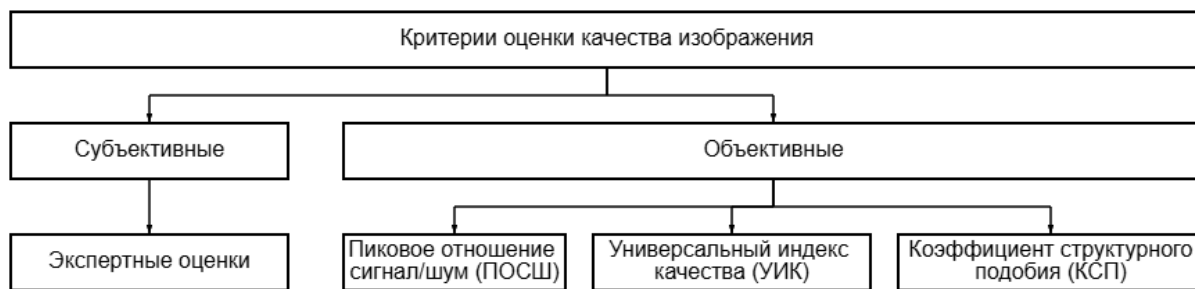 Критерии оценки качества изображения
Субъективные
Объективные
Экспертные оценки
Пиковое отношение
сигнал/шум (ПОСШ)
Универсальный индекс
качества (УИК)
Коэффициент структурного
подобия (КСП)